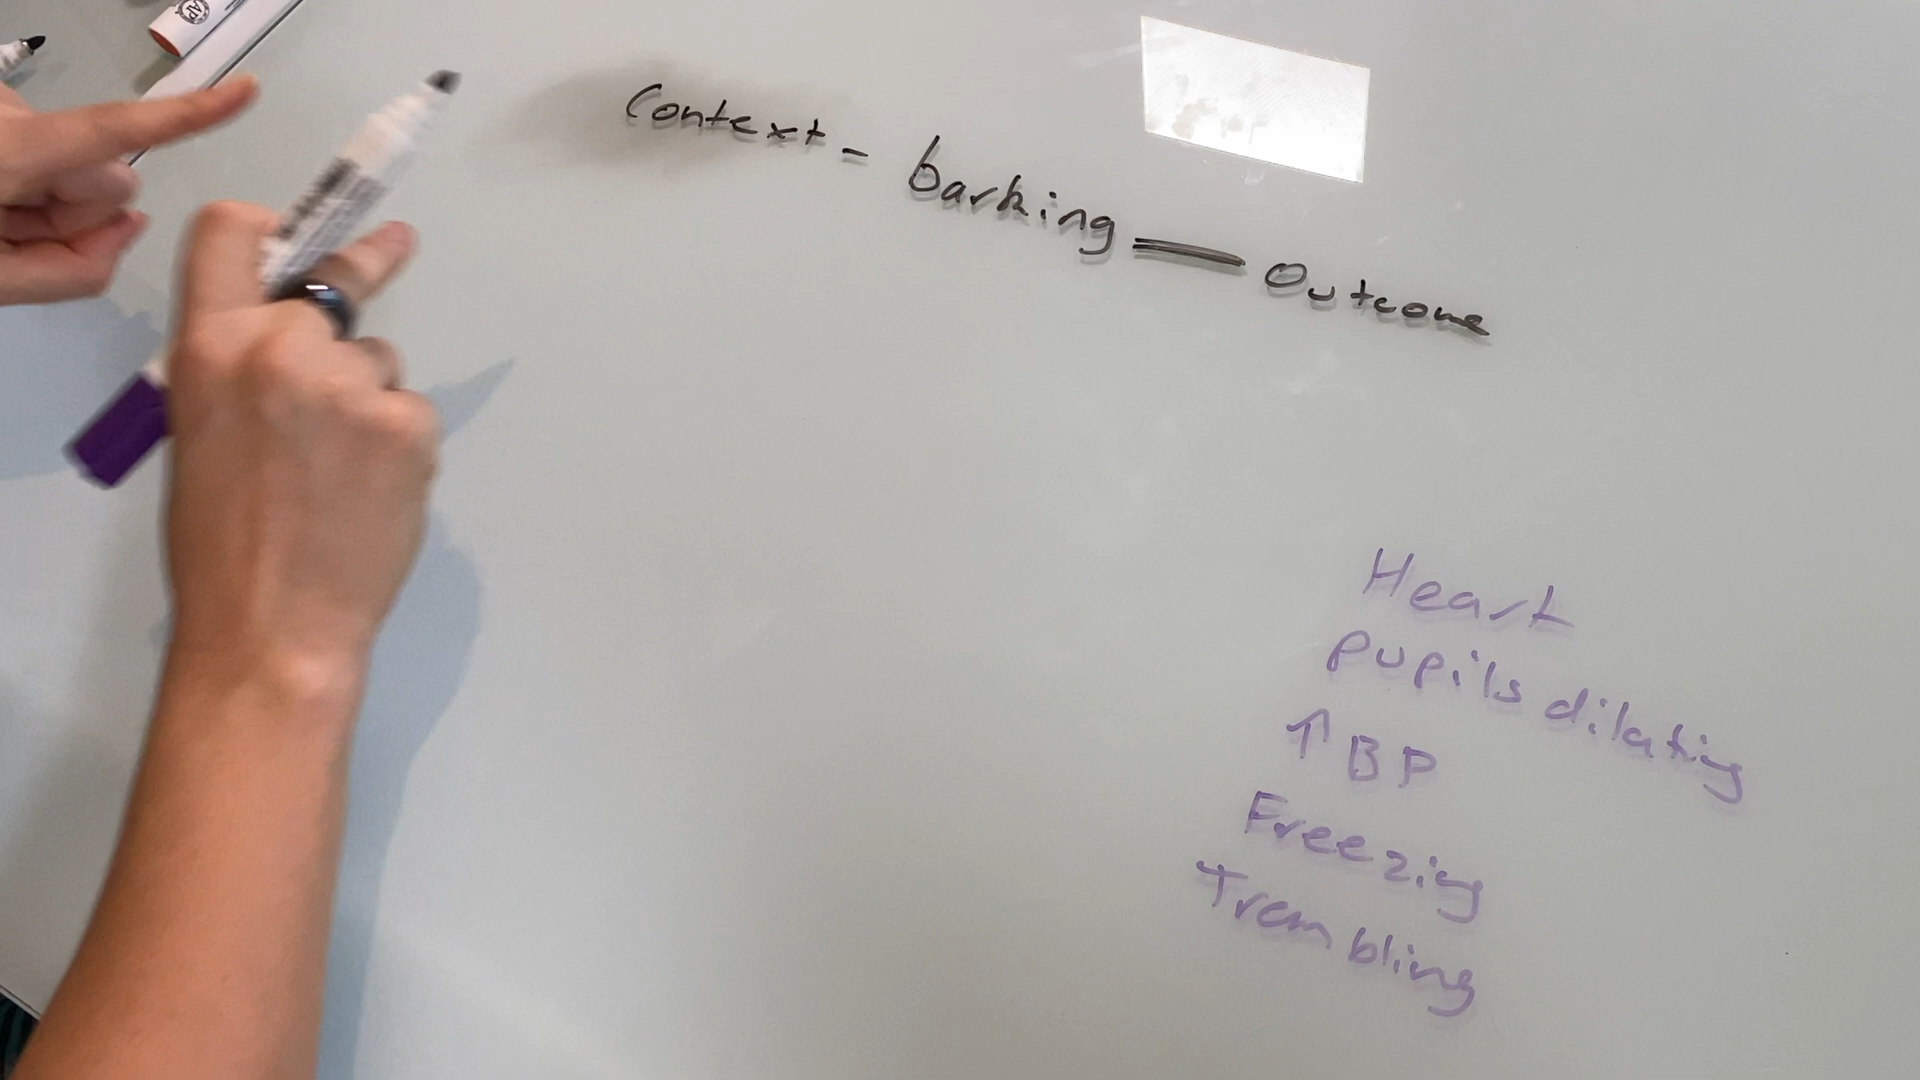 Context - barking — Outcome
Heart
pupils dilating
↑ BP
Freezing
Trembling